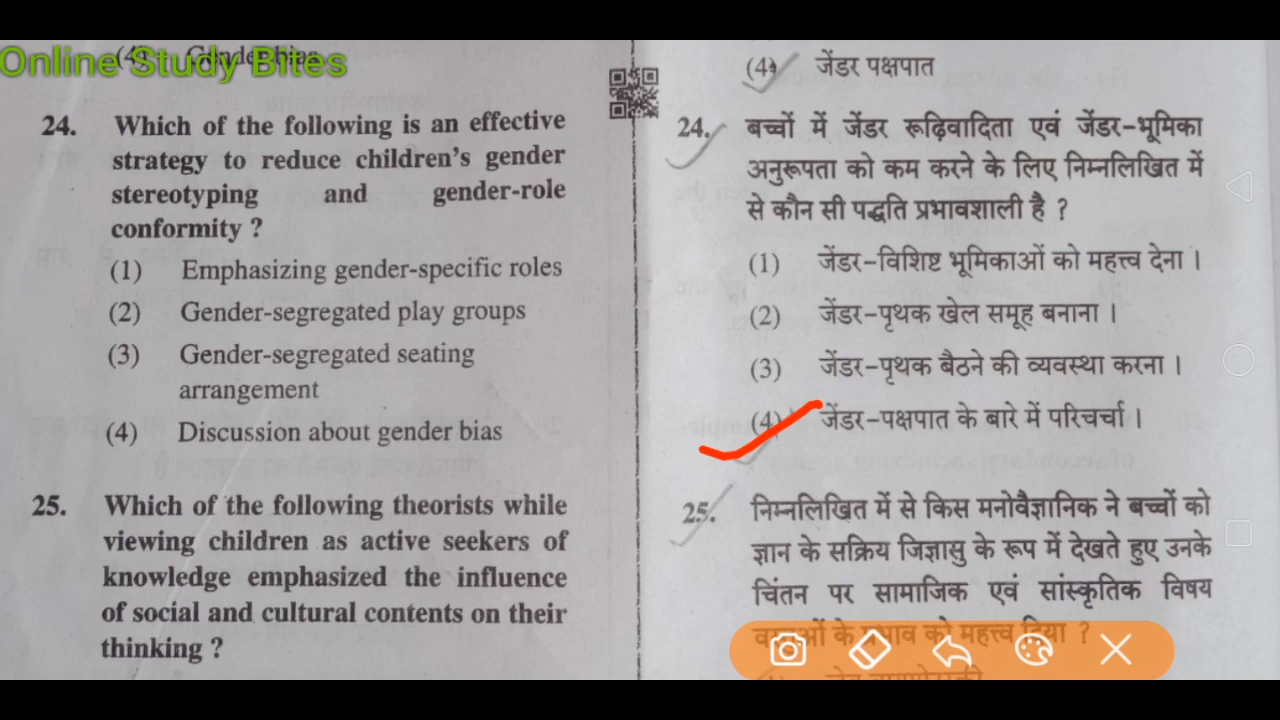 Online Study Bites
(4) Gender bias
24. Which of the following is an effective
strategy to reduce children's gender
stereotyping and gender-role
conformity ?
(1) Emphasizing gender-specific roles
(2) Gender-segregated play groups
(3) Gender-segregated seating
arrangement
(4) Discussion about gender bias
25. Which of the following theorists while
viewing children as active seekers of
knowledge emphasized the influence
of social and cultural contents on their
thinking ?
(4) जेंडर पक्षपात
24. बच्चों में जेंडर रूढ़िवादिता एवं जेंडर-भूमिका
अनुरूपता को कम करने के लिए निम्नलिखित में
से कौन सी पद्धति प्रभावशाली है ?
(1) जेंडर-विशिष्ट भूमिकाओं को महत्त्व देना ।
(2) जेंडर-पृथक खेल समूह बनाना ।
(3) जेंडर-पृथक बैठने की व्यवस्था करना ।
(4) जेंडर-पक्षपात के बारे में परिचर्चा ।
25. निम्नलिखित में से किस मनोवैज्ञानिक ने बच्चों को
ज्ञान के सक्रिय जिज्ञासु के रूप में देखते हुए उनके
चिंतन पर सामाजिक एवं सांस्कृतिक विषय
के प्रभाव को महत्त्व दिया ?